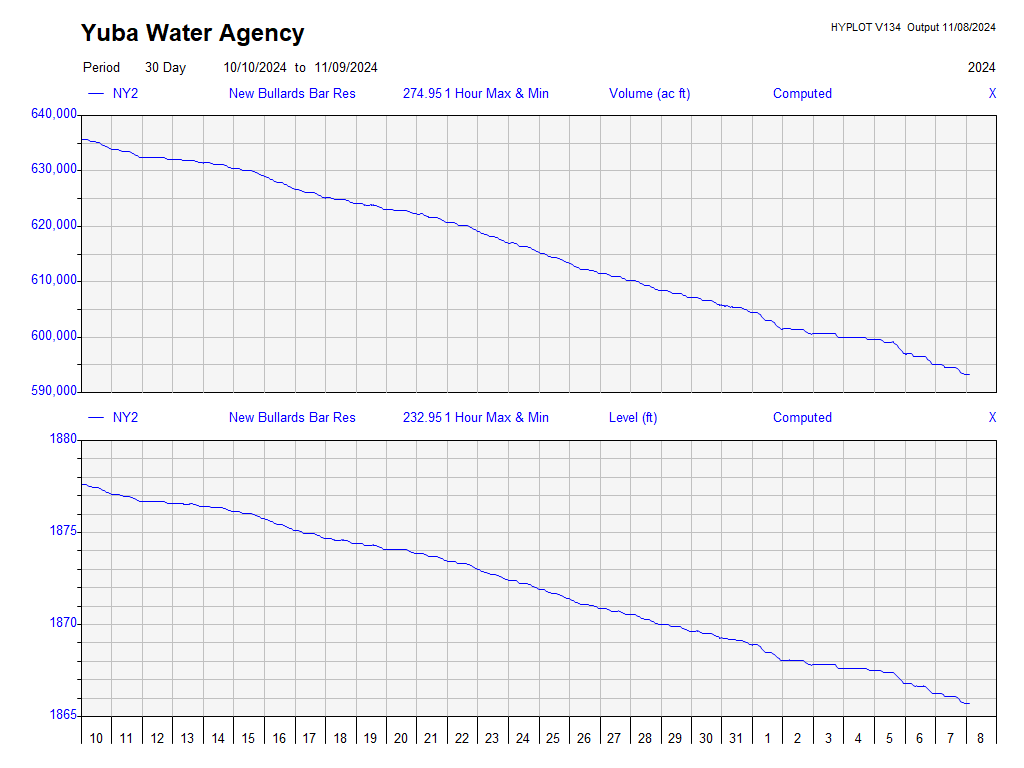 Yuba Water Agency
HYPLOT V134 Output 11/08/2024
Period 30 Day 10/10/2024 to 11/09/2024 2024
NY2 New Bullards Bar Res 274.95 1 Hour Max & Min Volume (ac ft) Computed X
640,000
630,000
620,000
610,000
600,000
590,000
NY2 New Bullards Bar Res 232.95 1 Hour Max & Min Level (ft) Computed X
1880
1875
1870
1865
10 11 12 13 14 15 16 17 18 19 20 21 22 23 24 25 26 27 28 29 30 31 1 2 3 4 5 6 7 8